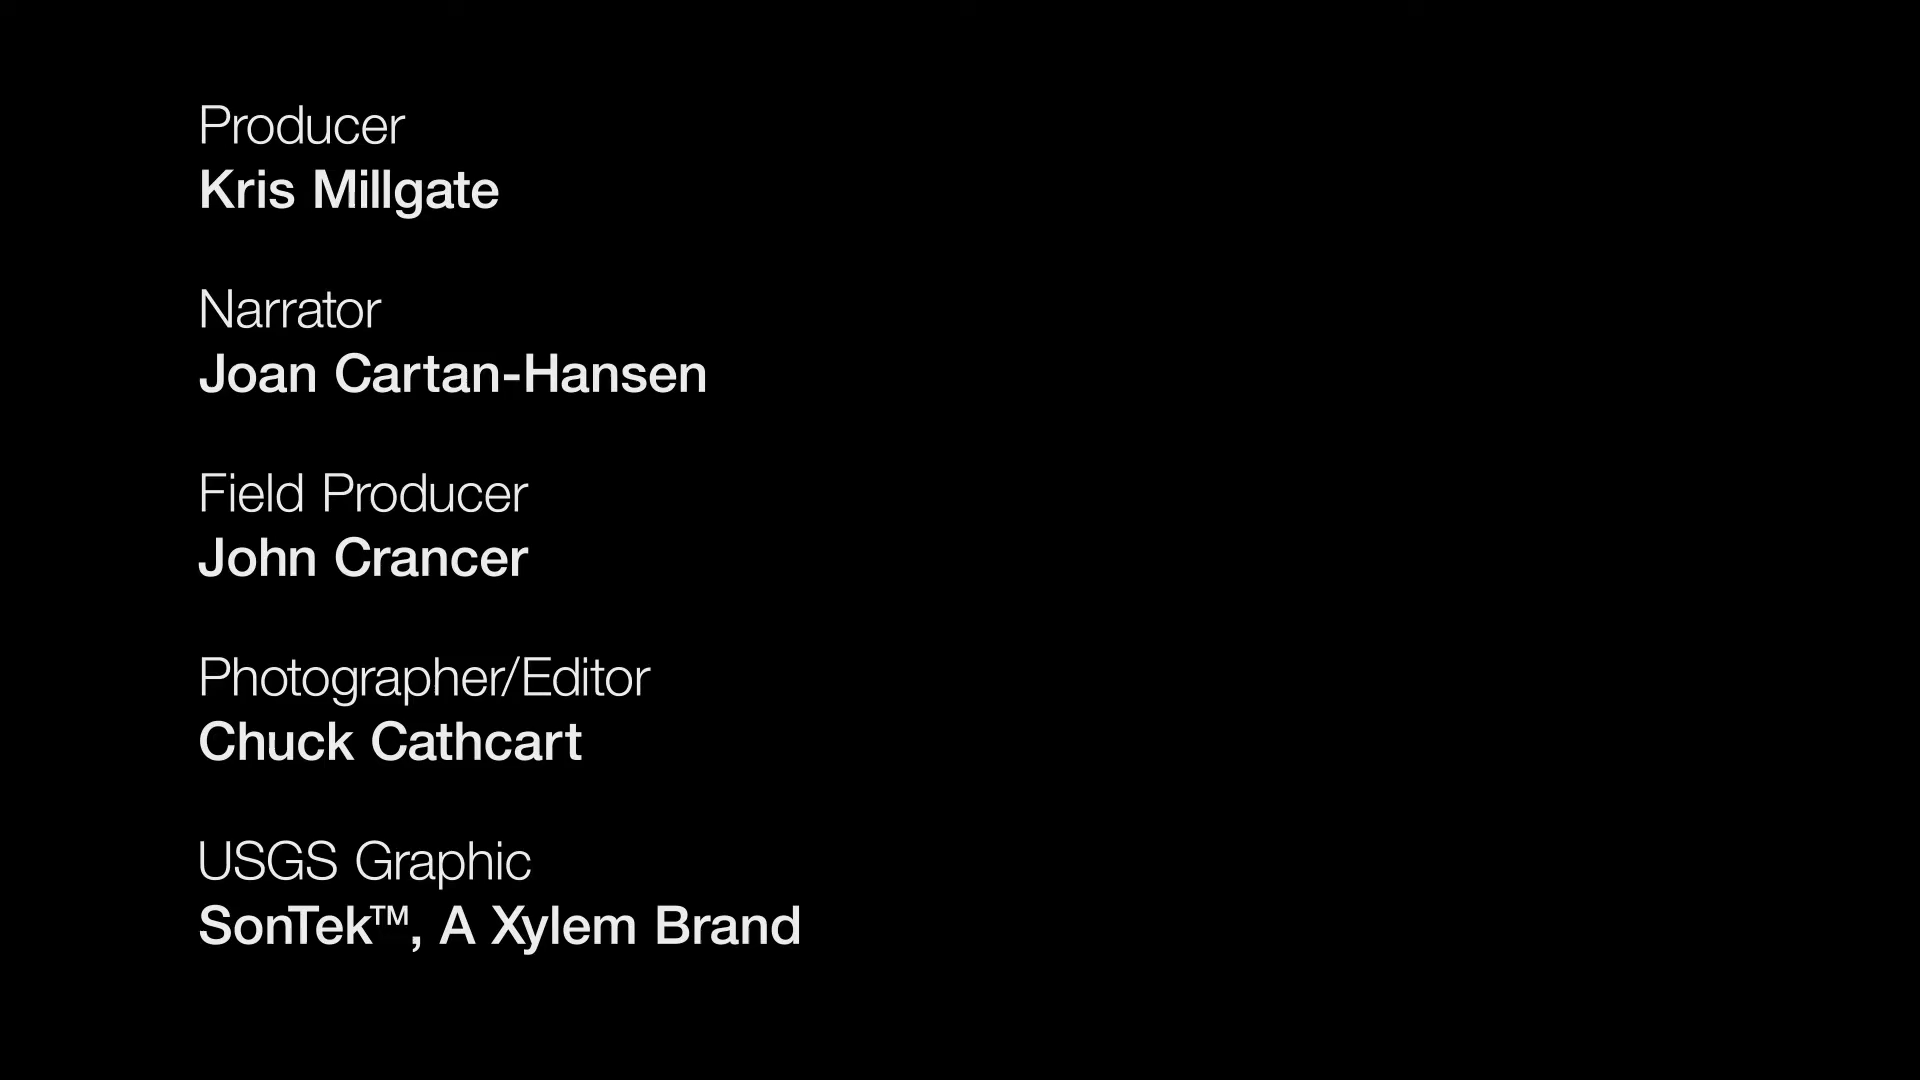 Producer
Kris Millgate
Narrator
Joan Cartan-Hansen
Field Producer
John Crancer
Photographer/Editor
Chuck Cathcart
USGS Graphic
SonTek™, A Xylem Brand